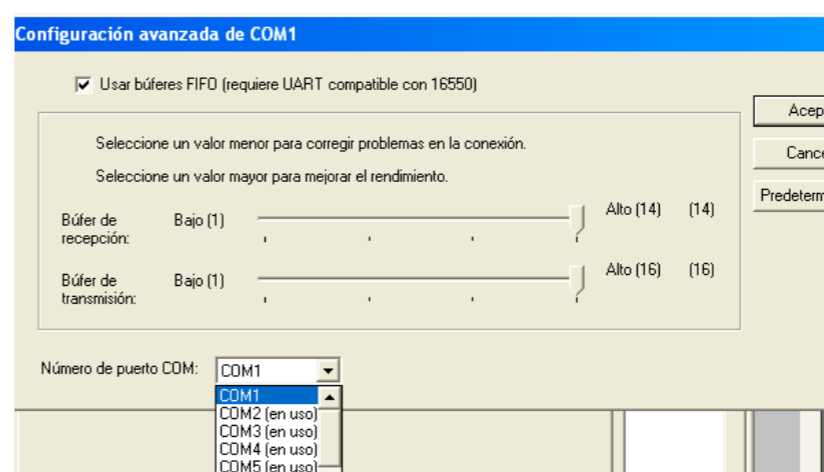 Configuración avanzada de COM1
Usar búferes FIFO (requiere UART compatible con 16550)
Seleccione un valor menor para corregir problemas en la conexión.
Seleccione un valor mayor para mejorar el rendimiento.
Búfer de recepción: Bajo (1) Alto (14) (14)
Búfer de transmisión: Bajo (1) Alto (16) (16)
Acep
Cance
Predeterm
Número de puerto COM: COM1
COM1
COM2 (en uso)
COM3 (en uso)
COM4 (en uso)
COM5 (en uso)